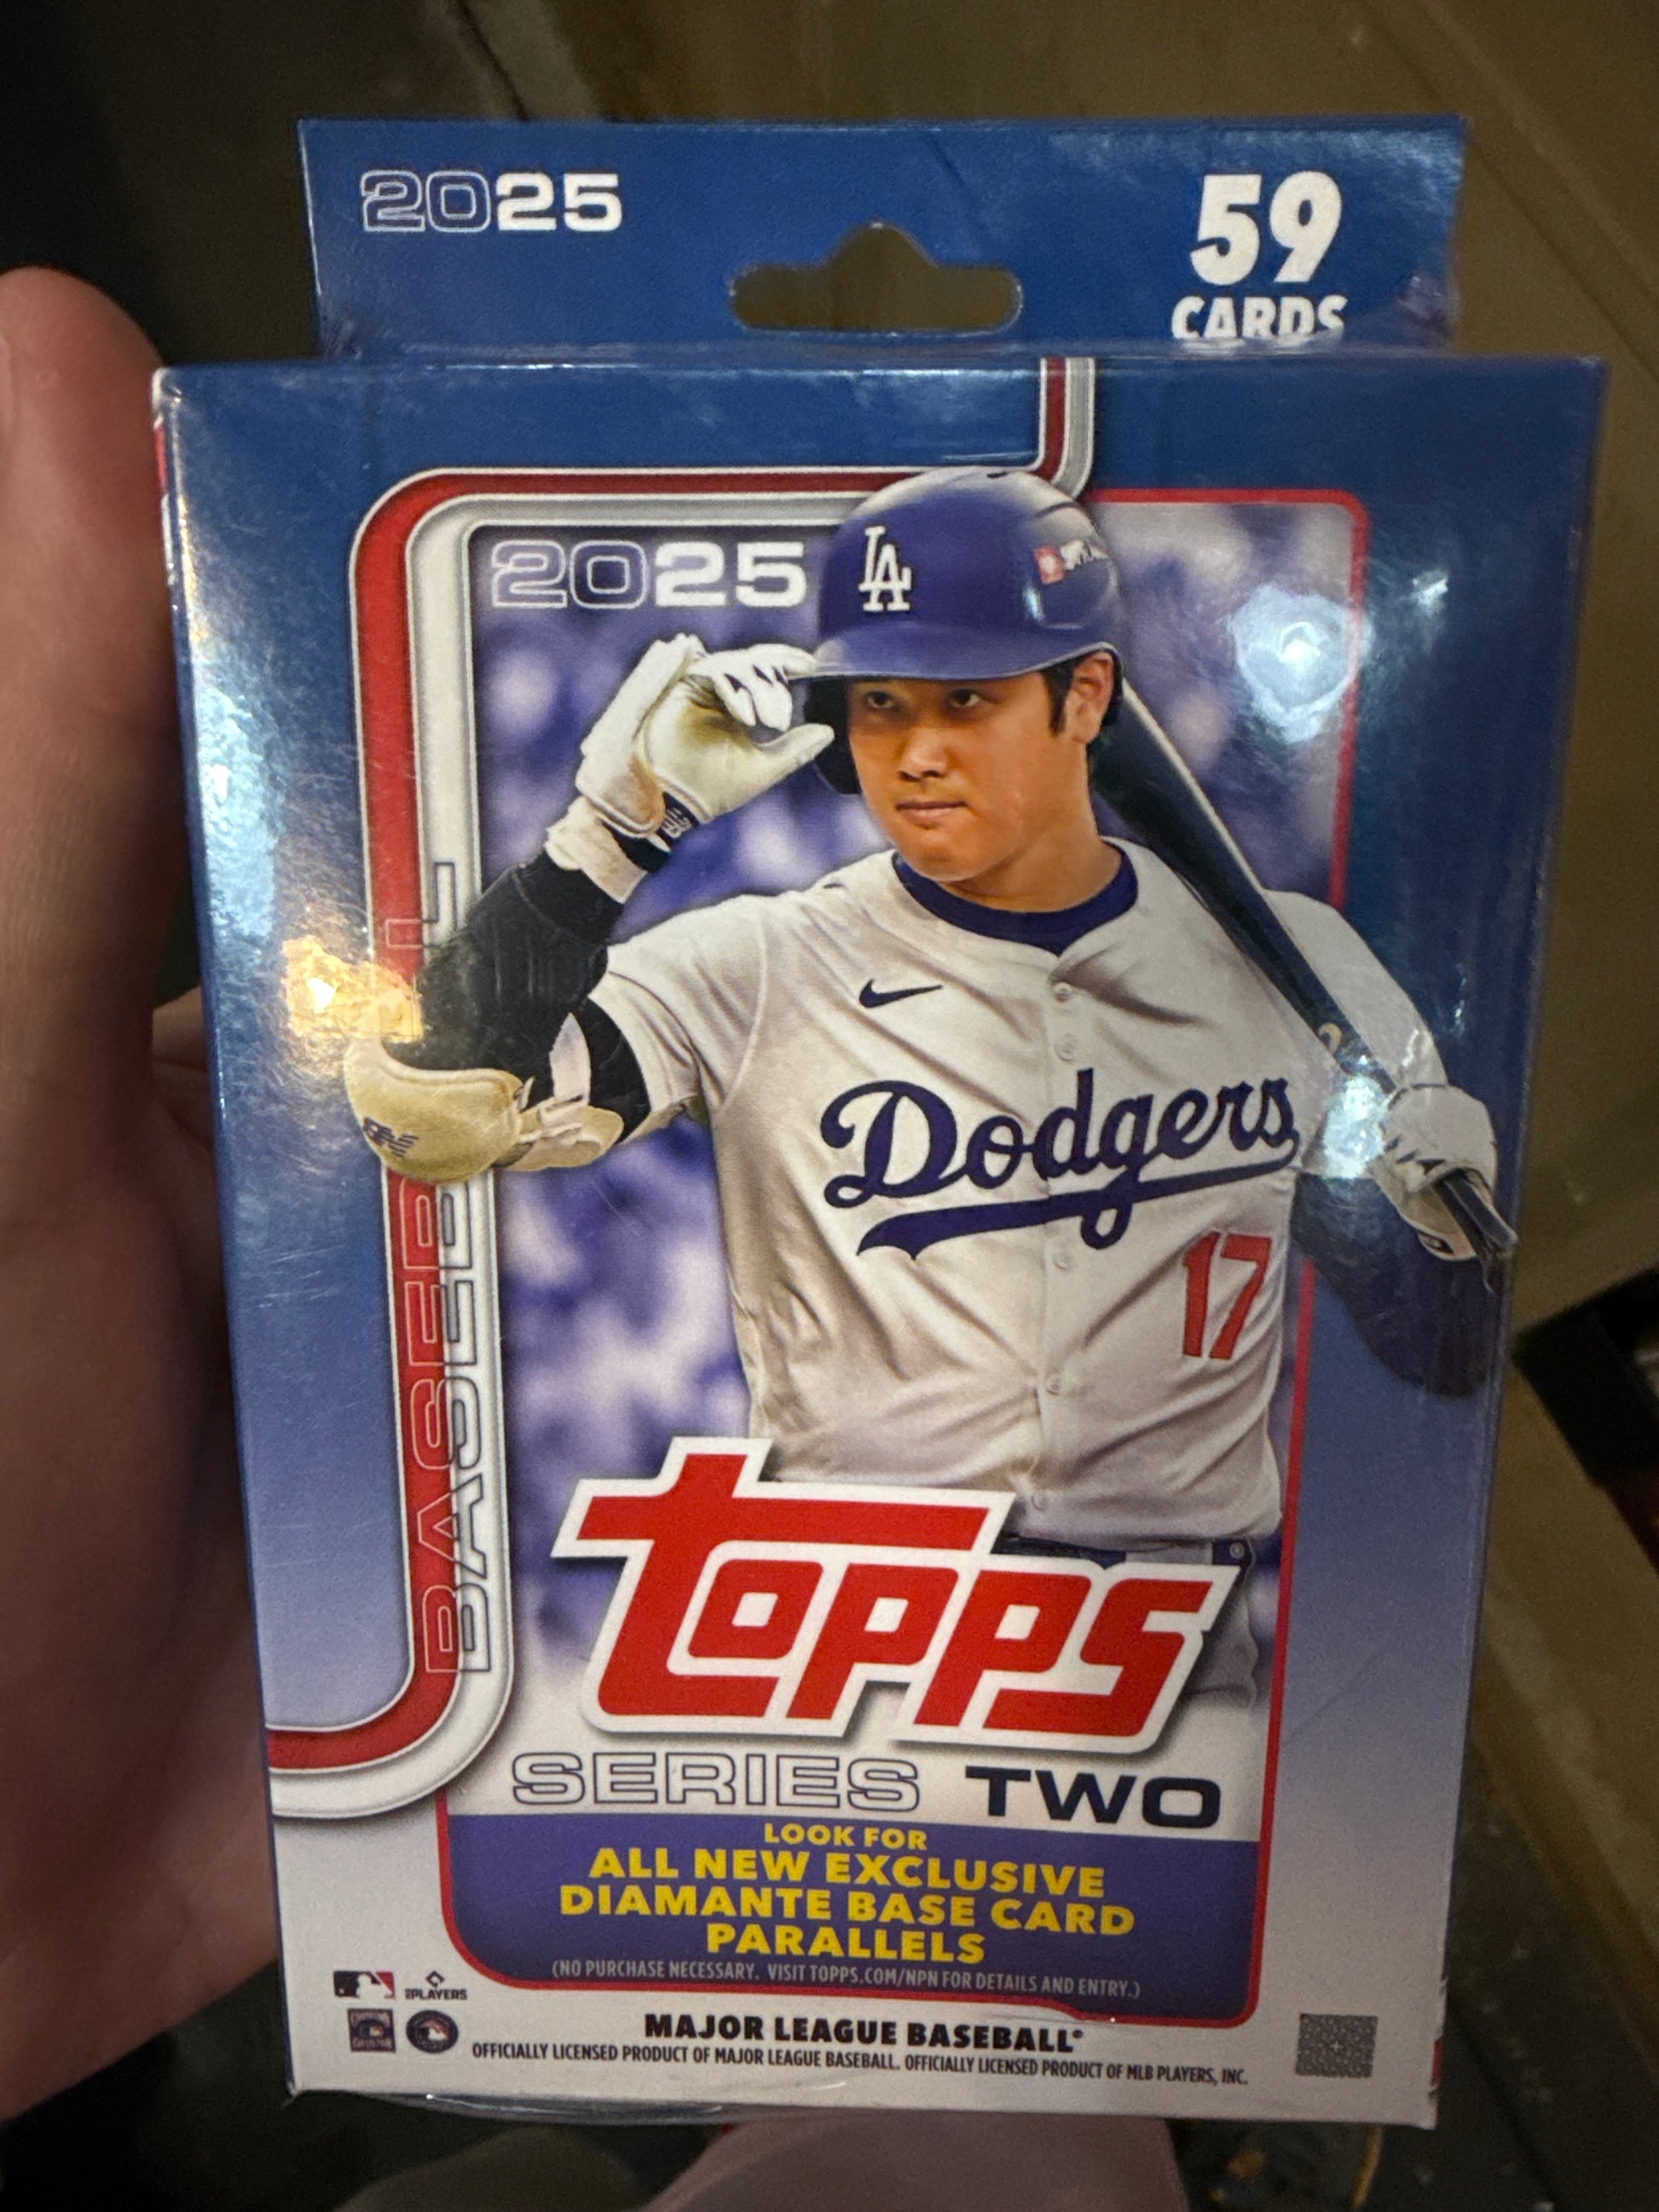 2025
59
CARDS
2025
LA
BASEBALL
Dodgers
17
topps
SERIES TWO
LOOK FOR
ALL NEW EXCLUSIVE
DIAMANTE BASE CARD
PARALLELS
(NO PURCHASE NECESSARY. VISIT TOPPS.COM/NPN FOR DETAILS AND ENTRY.)
PLAYERS
MAJOR LEAGUE BASEBALL®
OFFICIALLY LICENSED PRODUCT OF MAJOR LEAGUE BASEBALL. OFFICIALLY LICENSED PRODUCT OF MLB PLAYERS, INC.